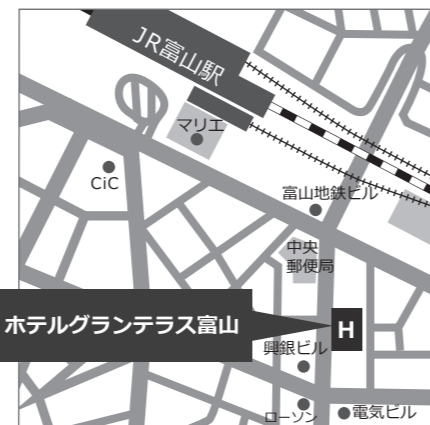 JR富山駅
マリエ
CiC
富山地鉄ビル
中央
郵便局
ホテルグランテラス富山
H
興銀ビル
ローソン
電気ビル